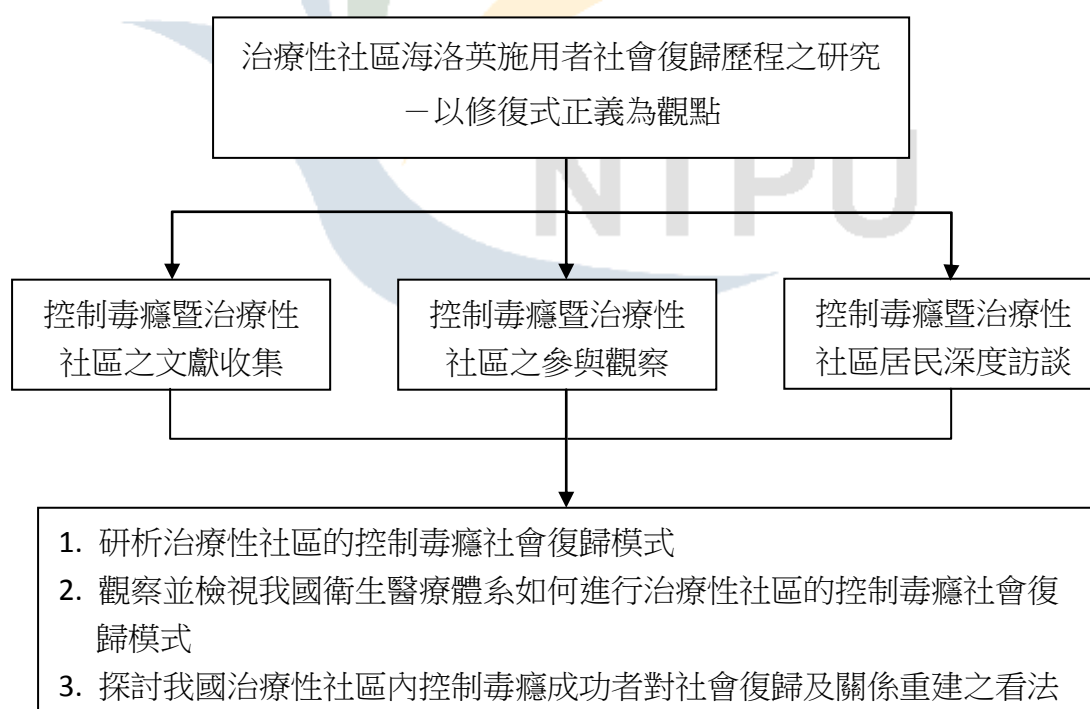 治療性社區海洛英施用者社會復歸歷程之研究
－以修復式正義為觀點
NTPU
控制毒癮暨治療性
社區之文獻收集
控制毒癮暨治療性
社區之參與觀察
控制毒癮暨治療性
社區居民深度訪談
1. 研析治療性社區的控制毒癮社會復歸模式
2. 觀察並檢視我國衛生醫療體系如何進行治療性社區的控制毒癮社會復
歸模式
3. 探討我國治療性社區內控制毒癮成功者對社會復歸及關係重建之看法